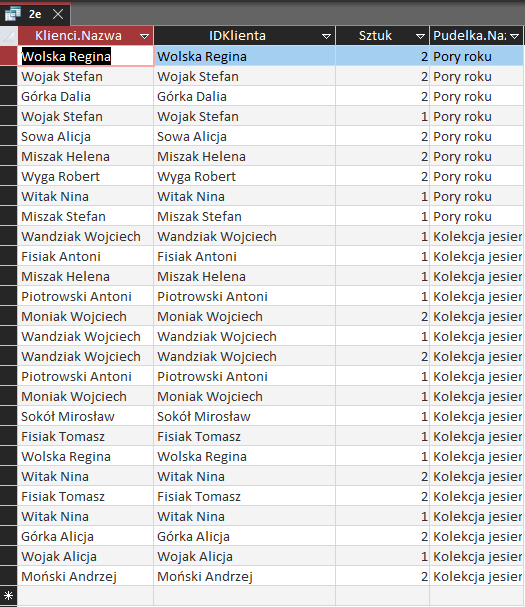 2e
Klienci.Nazwa IDKlienta Sztuk Pudelka.Naz
Wolska Regina Wolska Regina 2 Pory roku
Wojak Stefan Wojak Stefan 2 Pory roku
Górka Dalia Górka Dalia 2 Pory roku
Wojak Stefan Wojak Stefan 1 Pory roku
Sowa Alicja Sowa Alicja 2 Pory roku
Miszak Helena Miszak Helena 2 Pory roku
Wyga Robert Wyga Robert 2 Pory roku
Witak Nina Witak Nina 1 Pory roku
Miszak Stefan Miszak Stefan 1 Pory roku
Wandziak Wojciech Wandziak Wojciech 1 Kolekcja jesier
Fisiak Antoni Fisiak Antoni 1 Kolekcja jesier
Miszak Helena Miszak Helena 1 Kolekcja jesier
Piotrowski Antoni Piotrowski Antoni 1 Kolekcja jesier
Moniak Wojciech Moniak Wojciech 2 Kolekcja jesier
Wandziak Wojciech Wandziak Wojciech 1 Kolekcja jesier
Wandziak Wojciech Wandziak Wojciech 2 Kolekcja jesier
Piotrowski Antoni Piotrowski Antoni 1 Kolekcja jesier
Moniak Wojciech Moniak Wojciech 1 Kolekcja jesier
Sokół Mirosław Sokół Mirosław 1 Kolekcja jesier
Fisiak Tomasz Fisiak Tomasz 1 Kolekcja jesier
Wolska Regina Wolska Regina 1 Kolekcja jesier
Witak Nina Witak Nina 2 Kolekcja jesier
Fisiak Tomasz Fisiak Tomasz 2 Kolekcja jesier
Witak Nina Witak Nina 1 Kolekcja jesier
Górka Alicja Górka Alicja 2 Kolekcja jesier
Wojak Alicja Wojak Alicja 1 Kolekcja jesier
Moński Andrzej Moński Andrzej 2 Kolekcja jesier